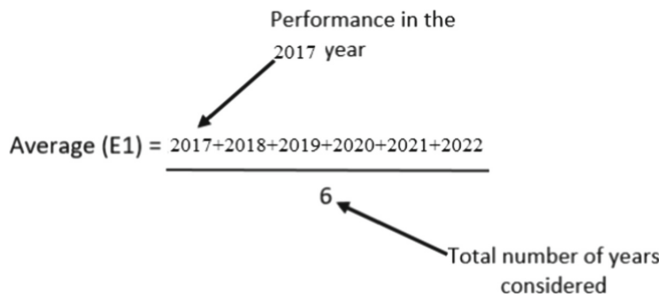 Performance in the
2017 year
Average (E1) = 2017+2018+2019+2020+2021+2022
6
Total number of years
considered